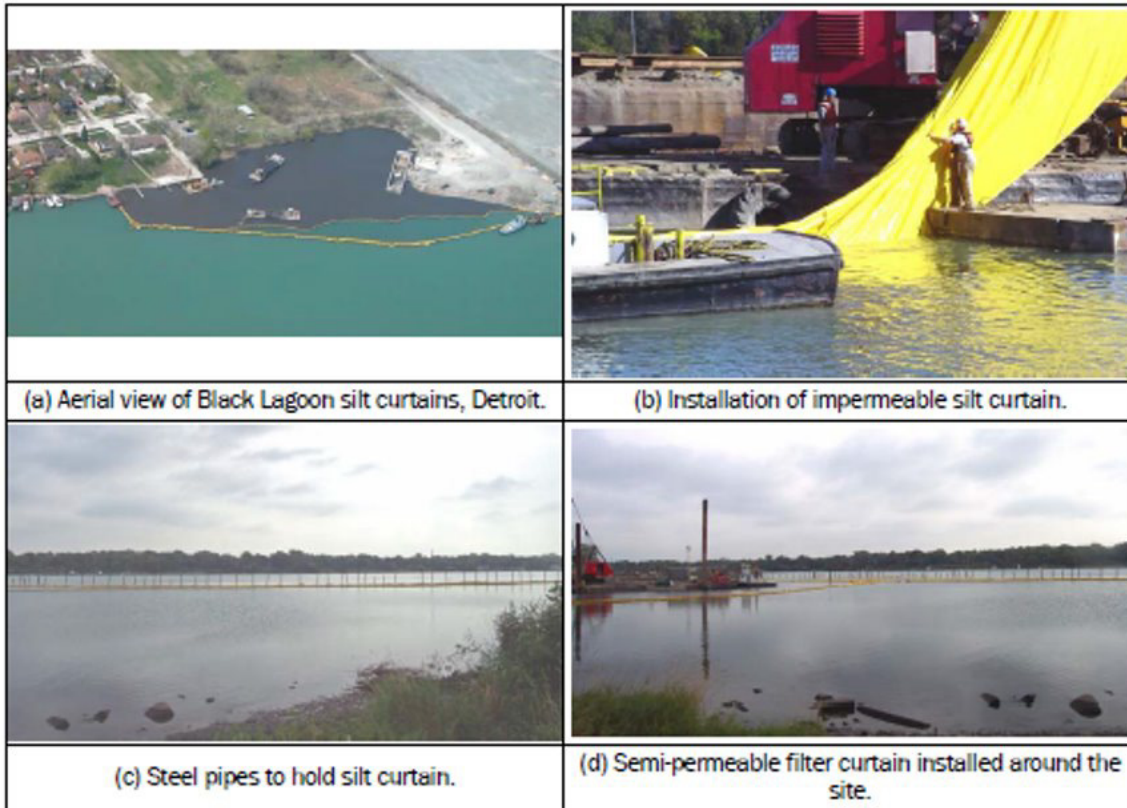 (a) Aerial view of Black Lagoon silt curtains, Detroit.
(b) Installation of impermeable silt curtain.
(c) Steel pipes to hold silt curtain.
(d) Semi-permeable filter curtain installed around the
site.